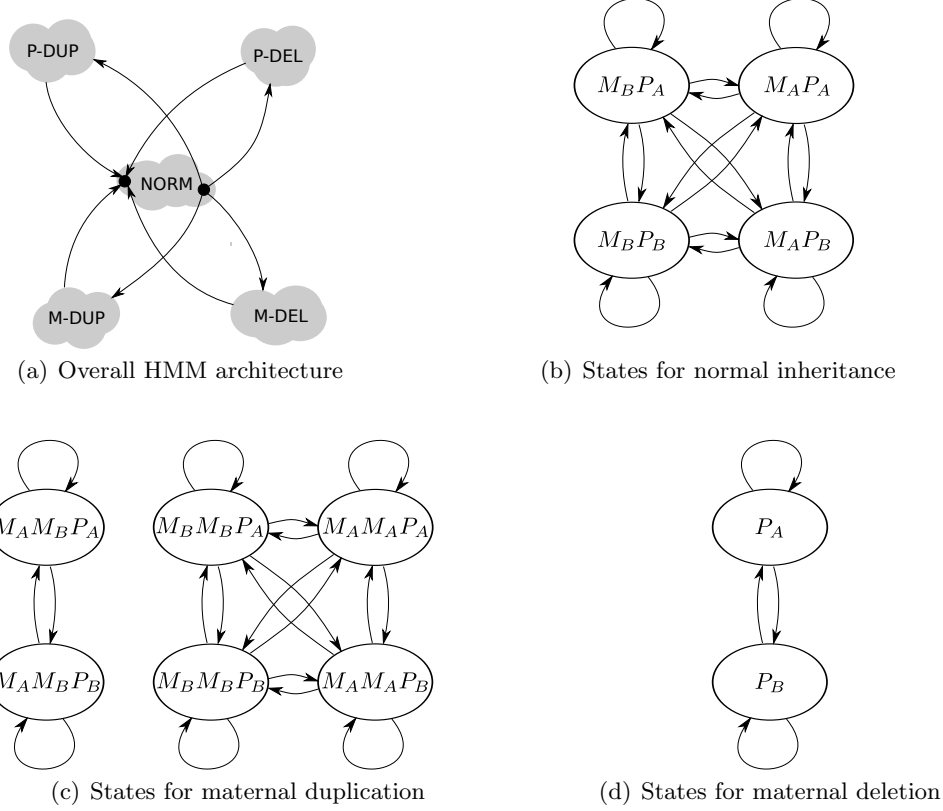 P-DUP P-DEL
NORM
M-DUP M-DEL
(a) Overall HMM architecture
M_BP_A M_AP_A
M_BP_B M_AP_B
(b) States for normal inheritance
M_AM_BP_A M_BM_BP_A M_AM_AP_A
M_AM_BP_B M_BM_BP_B M_AM_AP_B
(c) States for maternal duplication
P_A
P_B
(d) States for maternal deletion